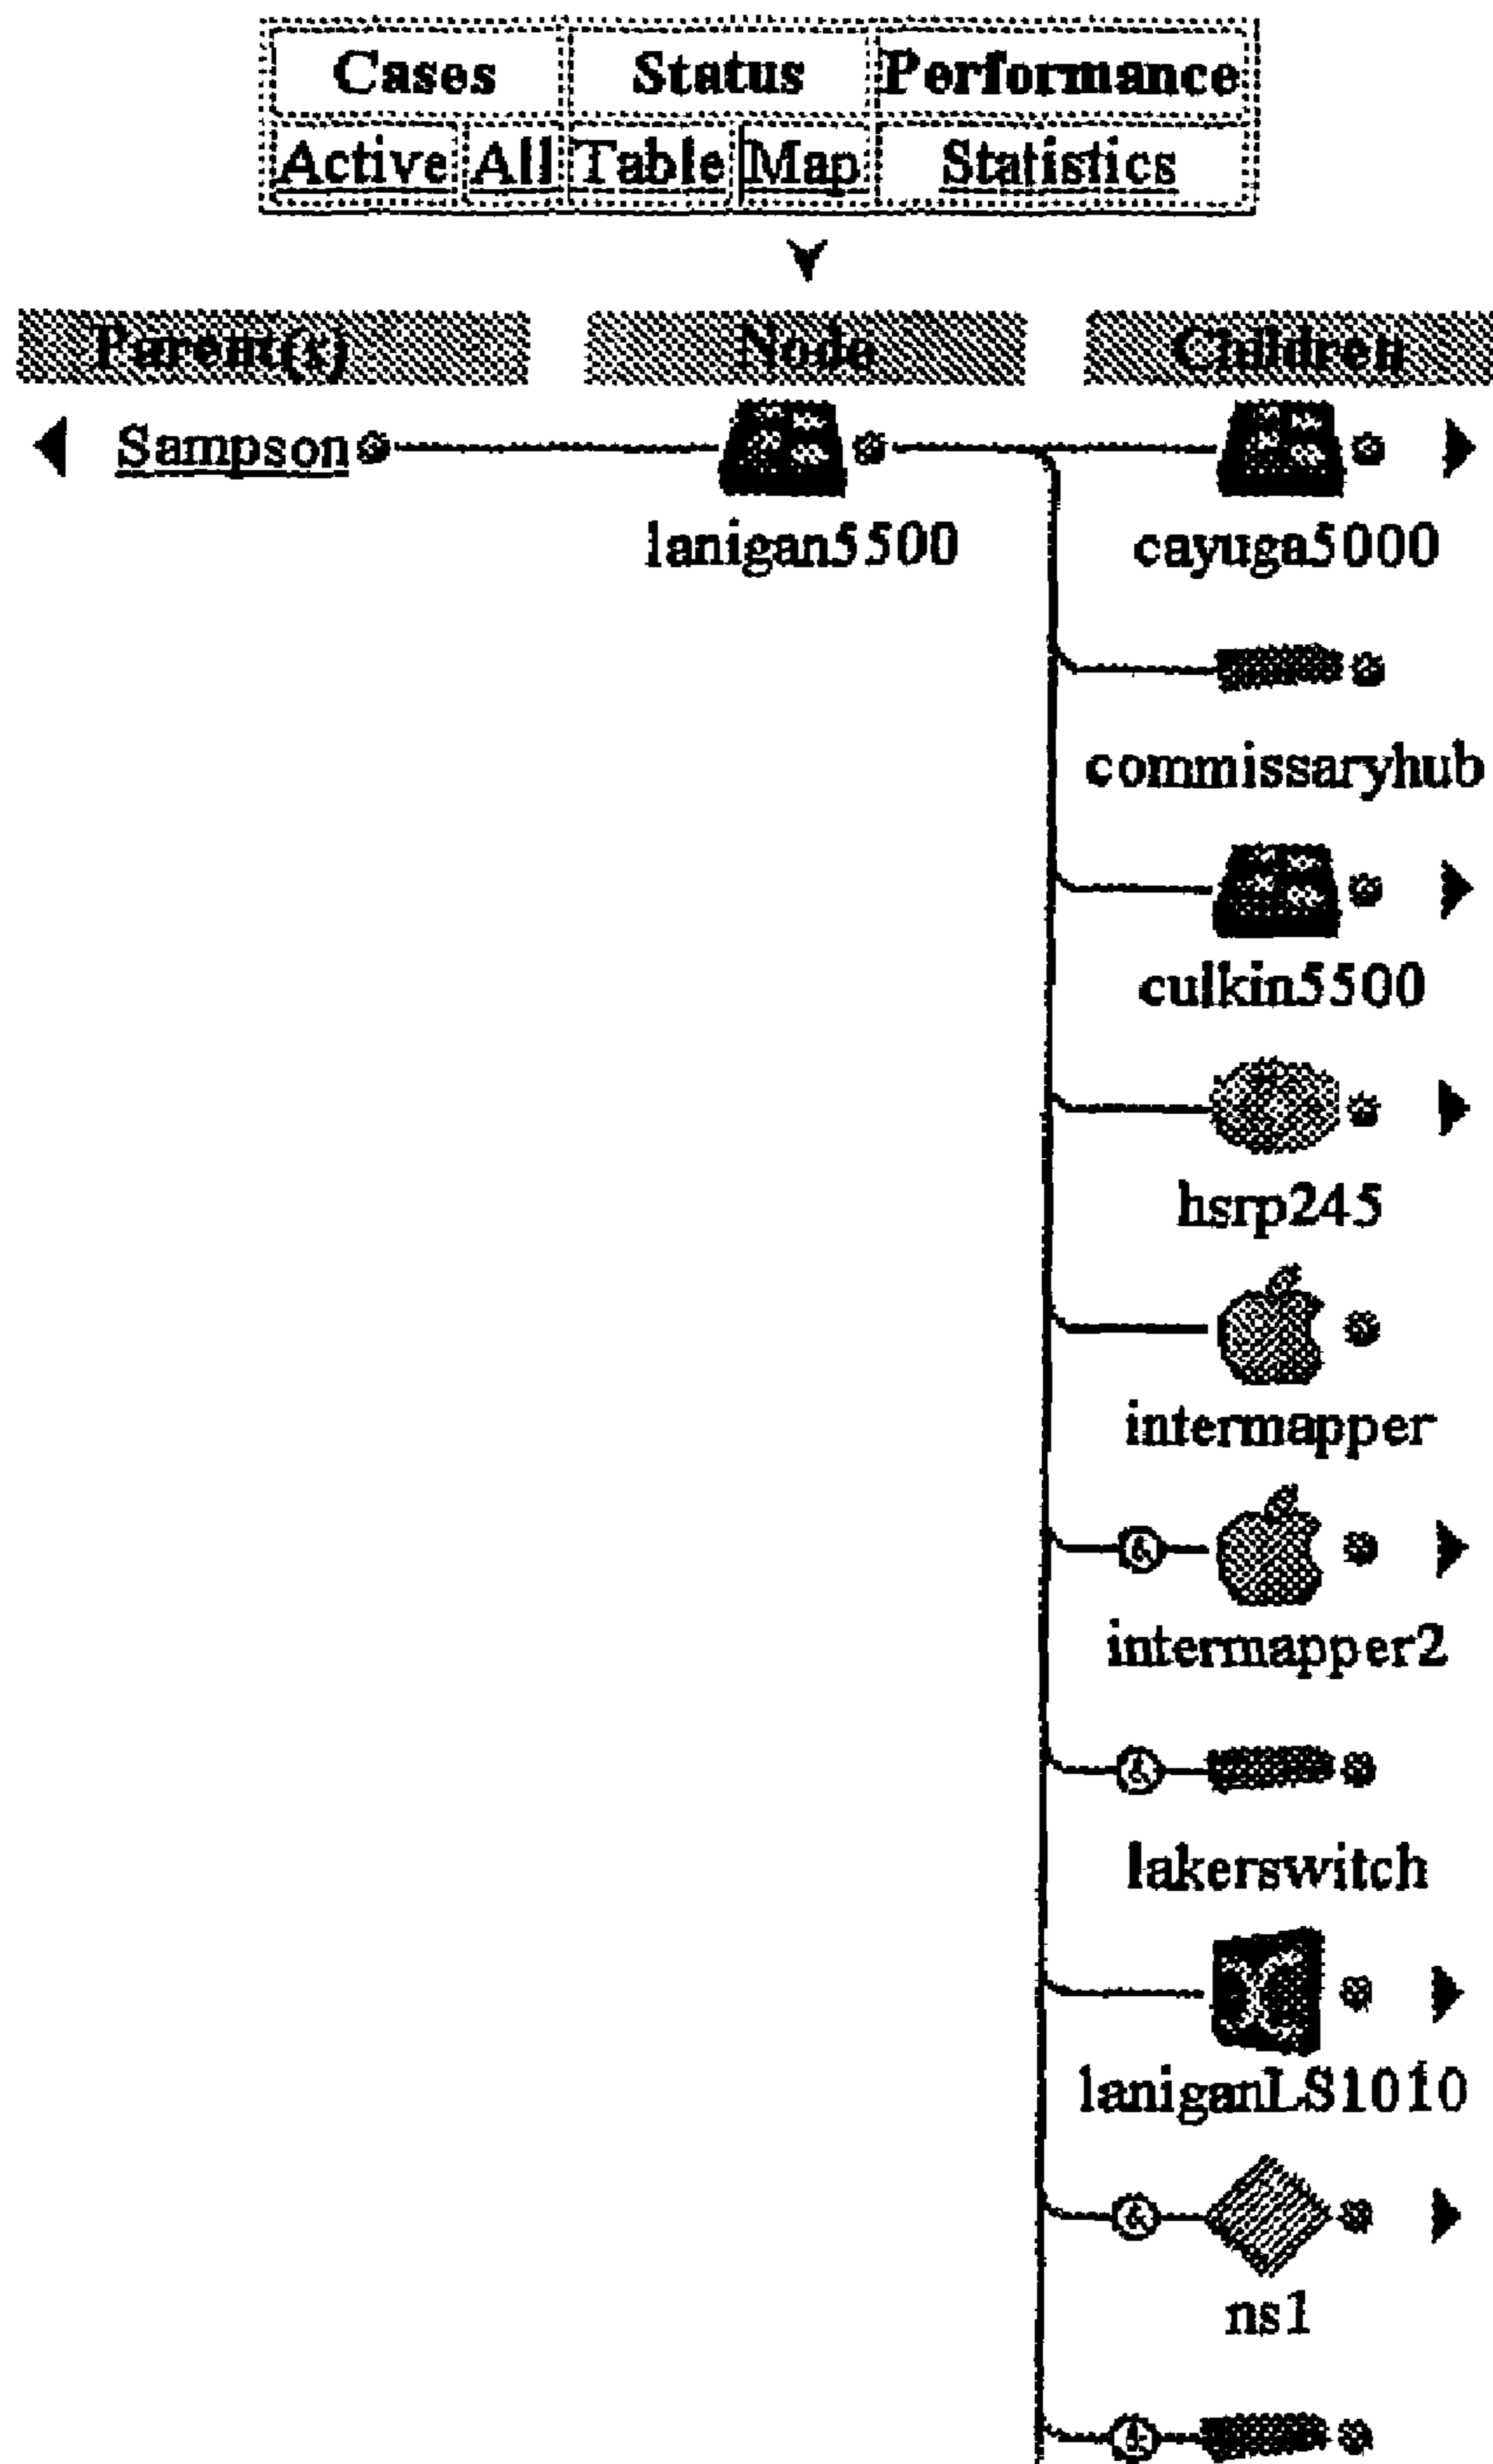 Cases Status Performance
Active All Table Map Statistics
Parent(s) Node Children
Sampson
lanigan5500 cayuga5000
commissaryhub
culkin5500
hsrp245
intermapper
& intermapper2
& lakerswitch
laniganLS1010
& ns1
&